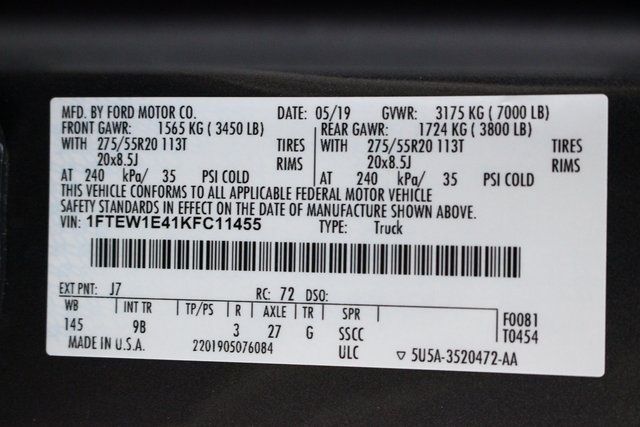 MFD. BY FORD MOTOR CO. DATE: 05/19 GVWR: 3175 KG ( 7000 LB)
FRONT GAWR: 1565 KG ( 3450 LB) REAR GAWR: 1724 KG ( 3800 LB)
WITH 275/55R20 113T TIRES WITH 275/55R20 113T TIRES
20x8.5J RIMS 20x8.5J RIMS
AT 240 kPa/ 35 PSI COLD AT 240 kPa/ 35 PSI COLD
THIS VEHICLE CONFORMS TO ALL APPLICABLE FEDERAL MOTOR VEHICLE
SAFETY STANDARDS IN EFFECT ON THE DATE OF MANUFACTURE SHOWN ABOVE.
VIN: 1FTEW1E41KFC11455 TYPE: Truck
EXT PNT: J7 RC: 72 DSO:
WB INT TR TP/PS R AXLE TR SPR F0081
145 9B 3 27 G SSCC T0454
MADE IN U.S.A. 2201905076084 ULC ▽ 5U5A-3520472-AA